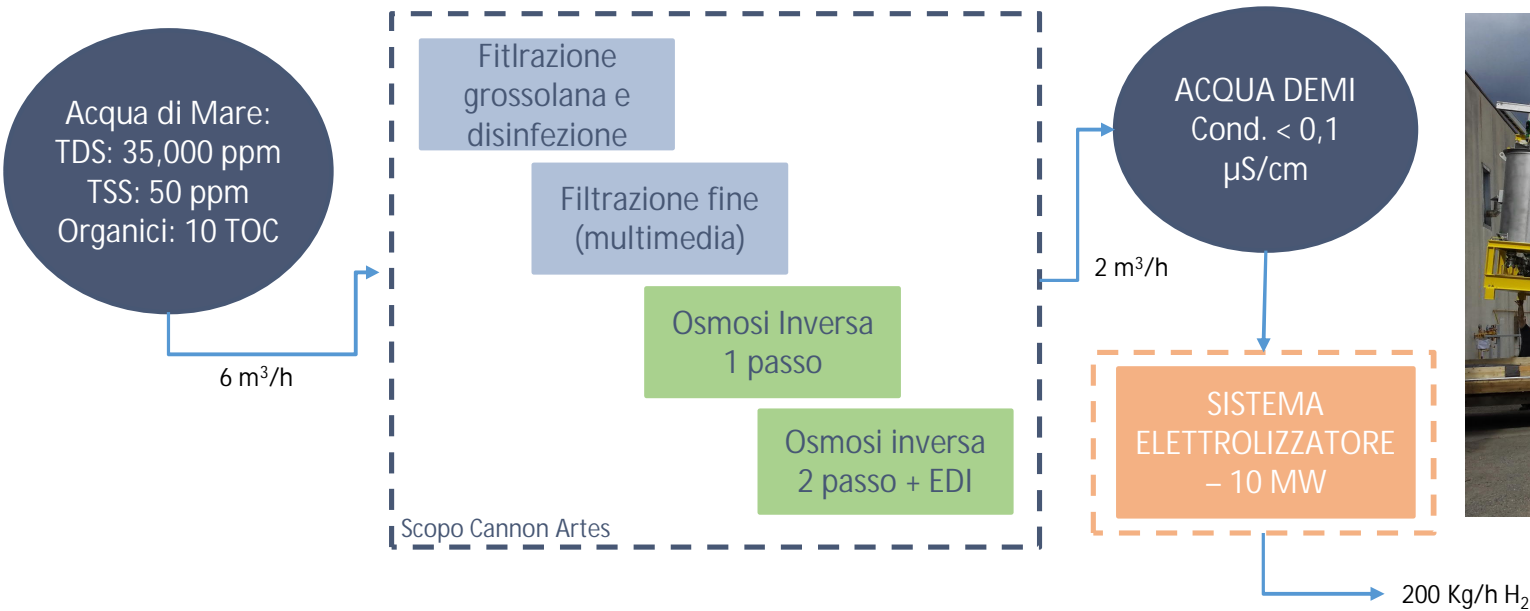 Acqua di Mare:
TDS: 35,000 ppm
TSS: 50 ppm
Organici: 10 TOC
6 m³/h
Fitlrazione
grossolana e
disinfezione
Filtrazione fine
(multimedia)
Osmosi Inversa
1 passo
Osmosi inversa
2 passo + EDI
Scopo Cannon Artes
2 m³/h
ACQUA DEMI
Cond. < 0,1
µS/cm
SISTEMA
ELETTROLIZZATORE
– 10 MW
200 Kg/h H₂